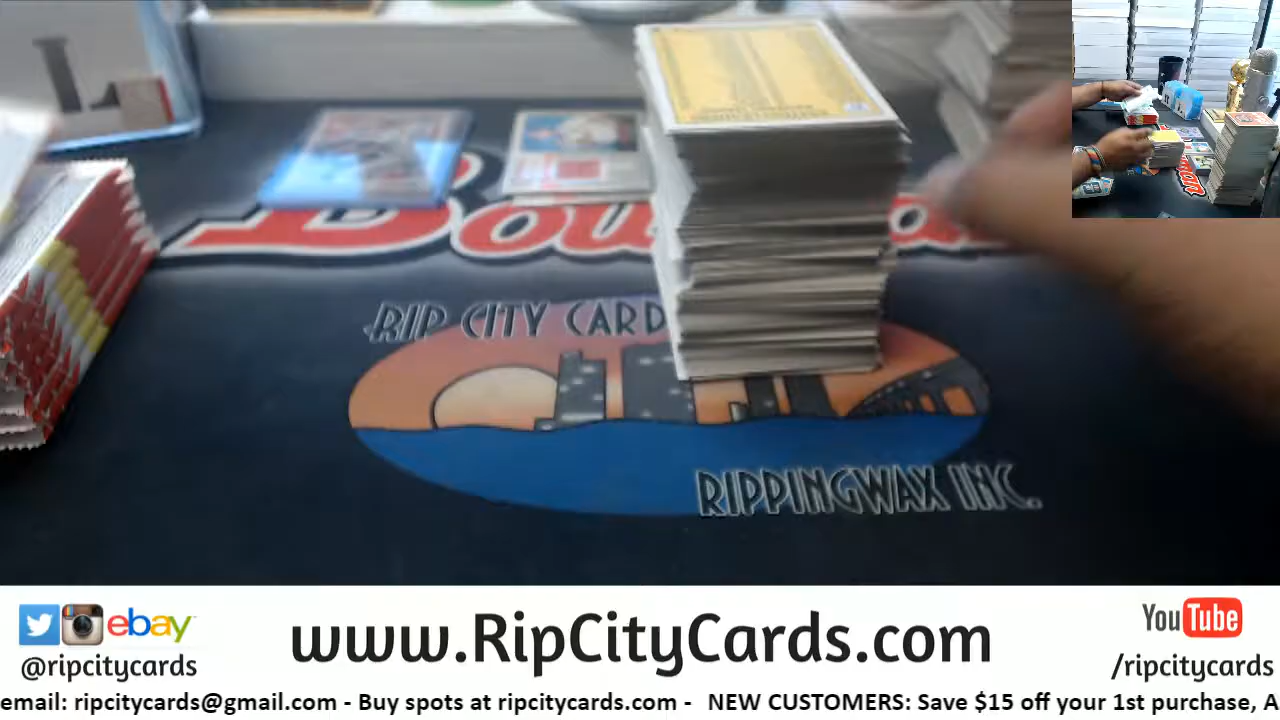 RIP CITY CARD
RIPPINGWAX INC.
ebay
@ripcitycards
www.RipCityCards.com
YouTube
/ripcitycards
email: ripcitycards@gmail.com - Buy spots at ripcitycards.com - NEW CUSTOMERS: Save $15 off your 1st purchase, A